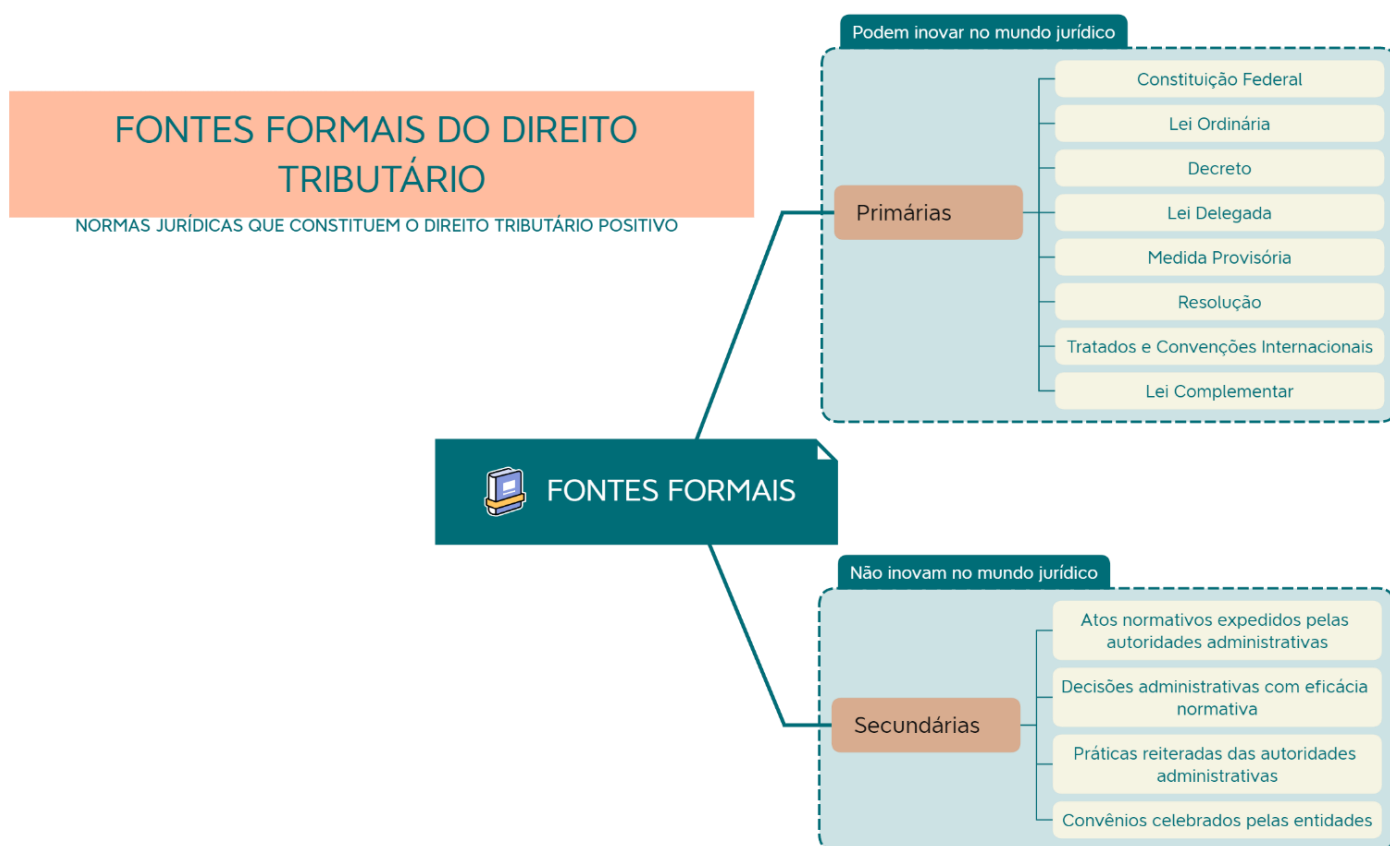 FONTES FORMAIS DO DIREITO
TRIBUTÁRIO
NORMAS JURÍDICAS QUE CONSTITUEM O DIREITO TRIBUTÁRIO POSITIVO
FONTES FORMAIS
Podem inovar no mundo jurídico
Primárias
Constituição Federal
Lei Ordinária
Decreto
Lei Delegada
Medida Provisória
Resolução
Tratados e Convenções Internacionais
Lei Complementar
Não inovam no mundo jurídico
Secundárias
Atos normativos expedidos pelas
autoridades administrativas
Decisões administrativas com eficácia
normativa
Práticas reiteradas das autoridades
administrativas
Convênios celebrados pelas entidades